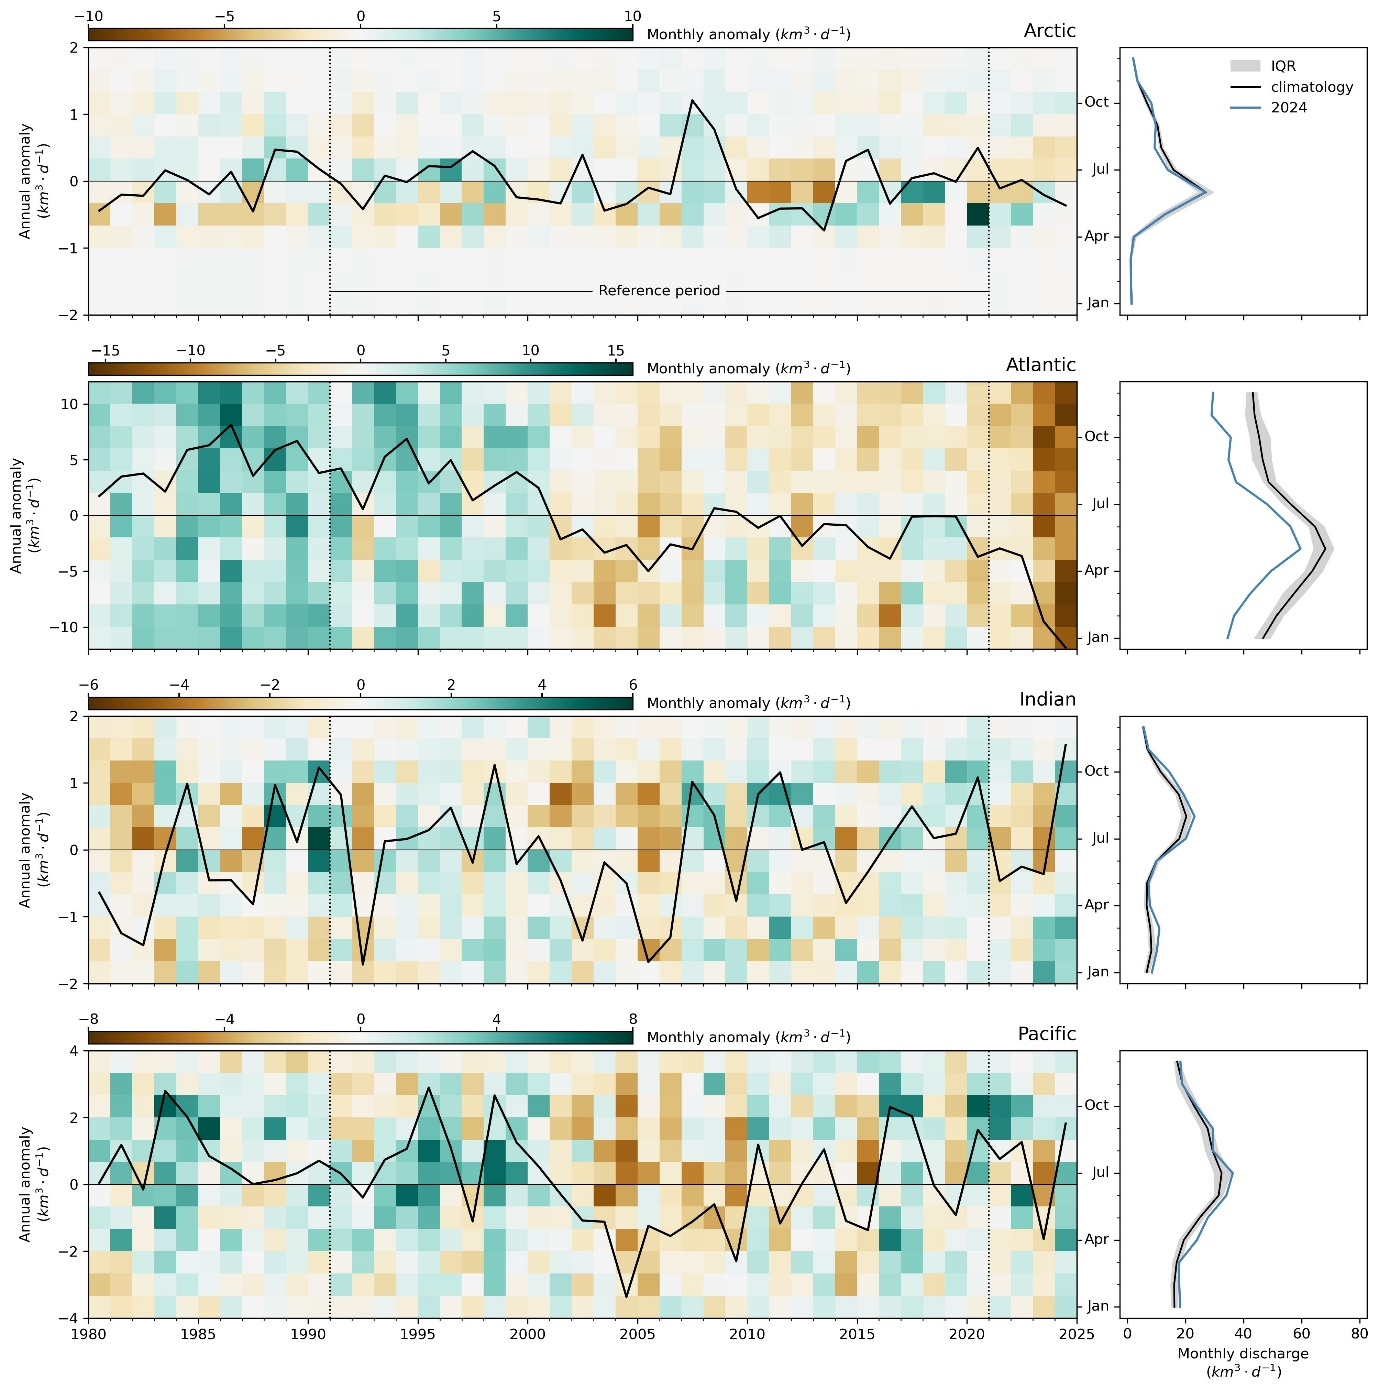 −10 −5 0 5 10
Monthly anomaly (km³ · d⁻¹)
Arctic
2
1
0
−1
−2
Annual anomaly
(km³ · d⁻¹)
Reference period
Oct
Jul
Apr
Jan
IQR
climatology
2024
−15 −10 −5 0 5 10 15
Monthly anomaly (km³ · d⁻¹)
Atlantic
10
5
0
−5
−10
Annual anomaly
(km³ · d⁻¹)
Oct
Jul
Apr
Jan
−6 −4 −2 0 2 4 6
Monthly anomaly (km³ · d⁻¹)
Indian
2
1
0
−1
−2
Annual anomaly
(km³ · d⁻¹)
Oct
Jul
Apr
Jan
−8 −4 0 4 8
Monthly anomaly (km³ · d⁻¹)
Pacific
4
2
0
−2
−4
Annual anomaly
(km³ · d⁻¹)
Oct
Jul
Apr
Jan
1980 1985 1990 1995 2000 2005 2010 2015 2020 2025
0 20 40 60 80
Monthly discharge
(km³ · d⁻¹)